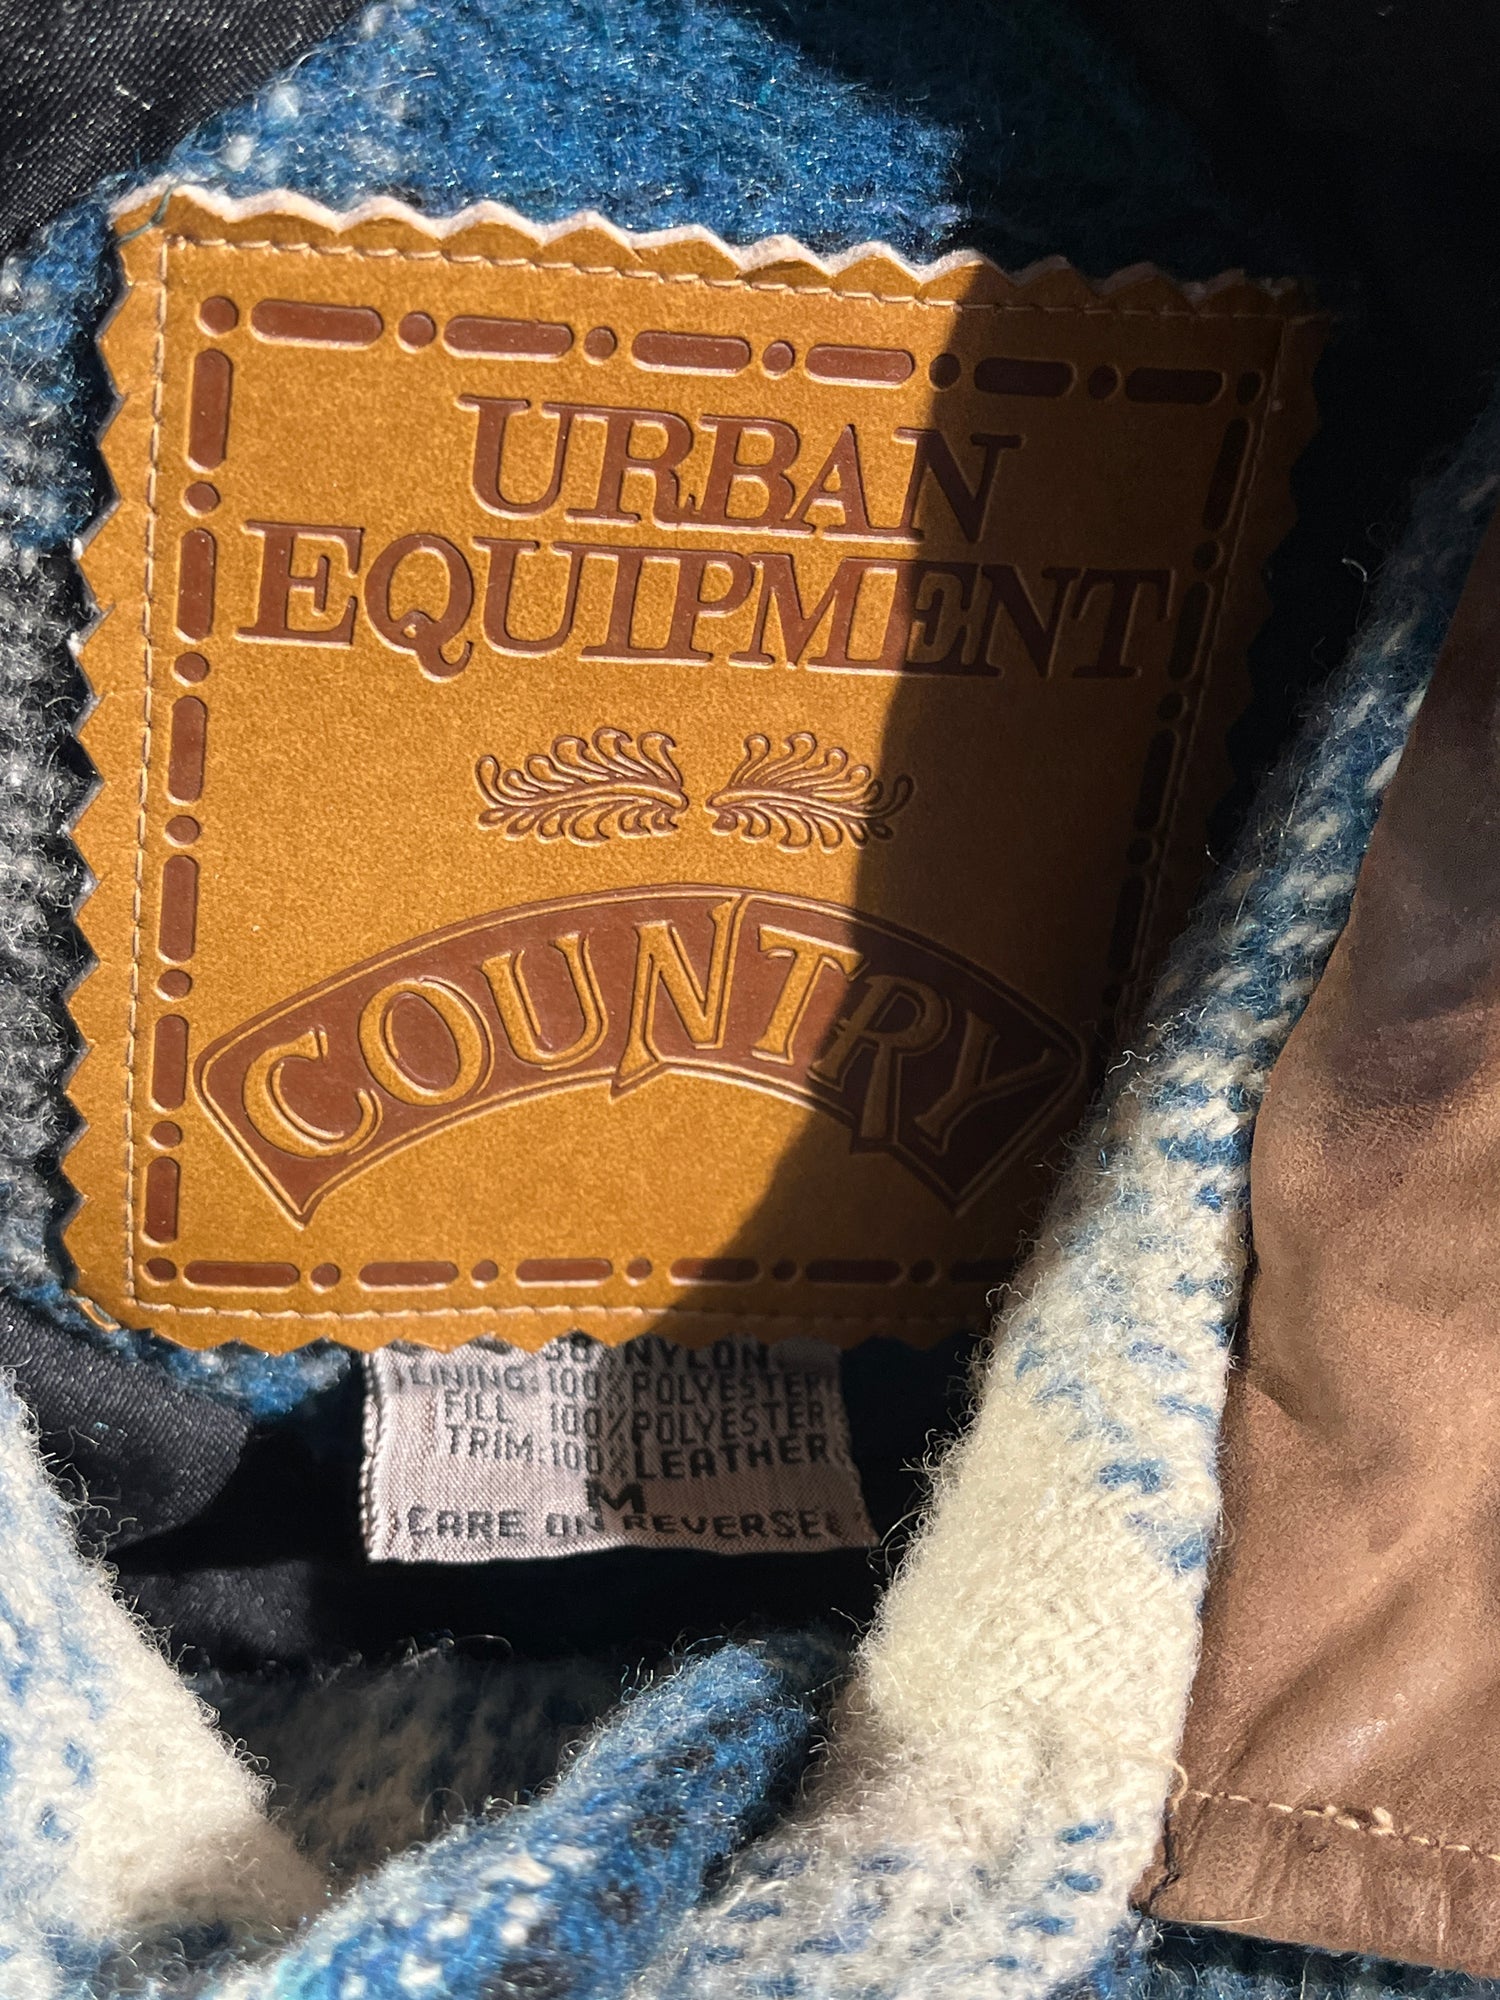 URBAN
EQUIPMENT
COUNTRY
NYLON
LINING: 100% POLYESTER
FILL 100% POLYESTER
TRIM: 100% LEATHER
M
CARE ON REVERSE